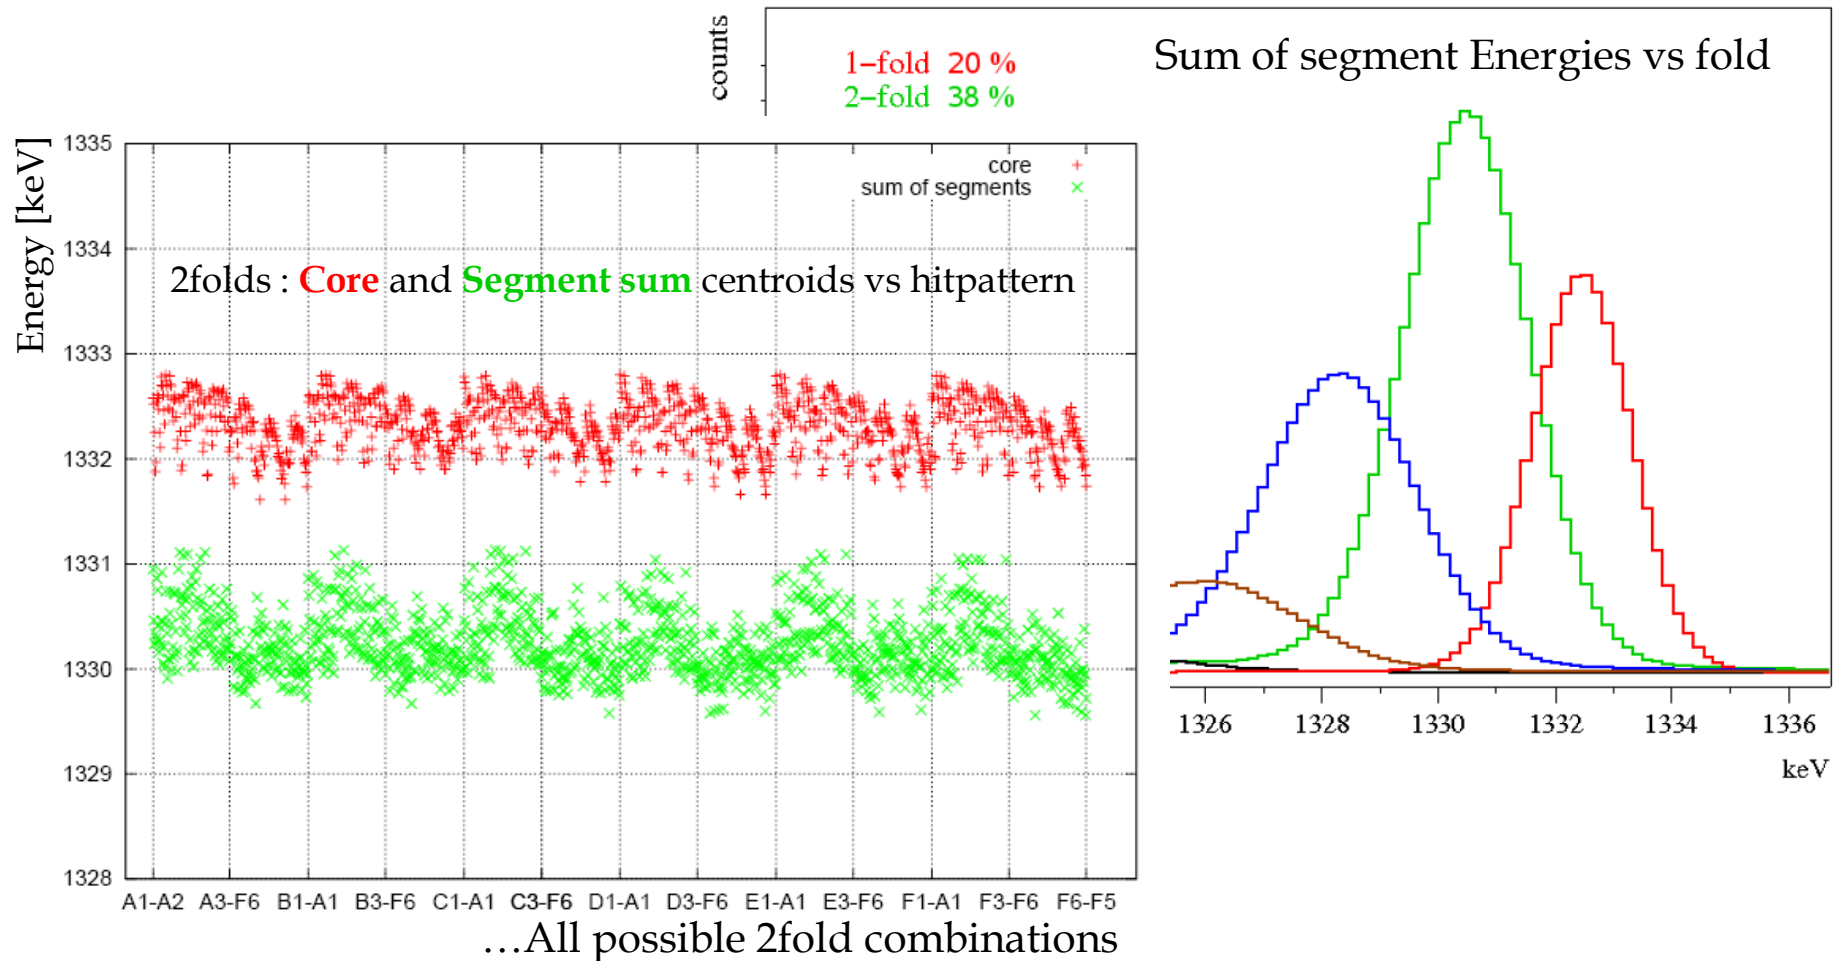 counts
1−fold 20 %
2−fold 38 %
Sum of segment Energies vs fold
Energy [keV]
1335
1334
1333
1332
1331
1330
1329
1328
core
sum of segments
2folds : Core and Segment sum centroids vs hitpattern
A1-A2 A3-F6 B1-A1 B3-F6 C1-A1 C3-F6 D1-A1 D3-F6 E1-A1 E3-F6 F1-A1 F3-F6 F6-F5
…All possible 2fold combinations
1326 1328 1330 1332 1334 1336
keV